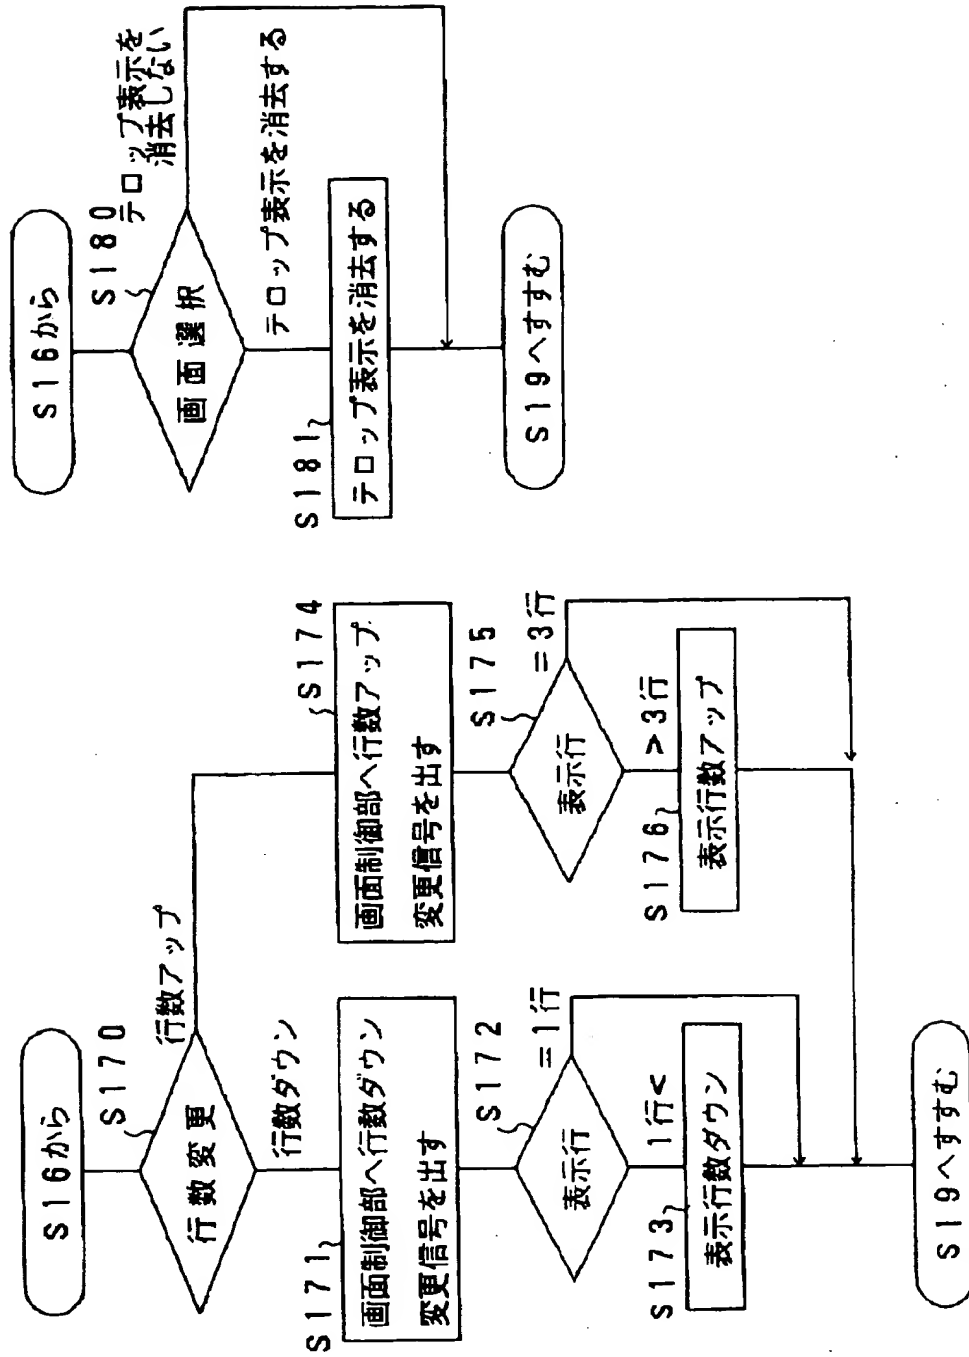 S16から
S170
行数変更
行数アップ
行数ダウン
S171
画面制御部へ行数ダウン
変更信号を出す
S174
画面制御部へ行数アップ
変更信号を出す
S172
表示行
=1行
1行<
S173
表示行数ダウン
S175
表示行
=3行
>3行
S176
表示行数アップ
S19へすすむ
S16から
S180
画面選択
テロップ表示を
消去しない
テロップ表示を消去する
S181
テロップ表示を消去する
S19へすすむ